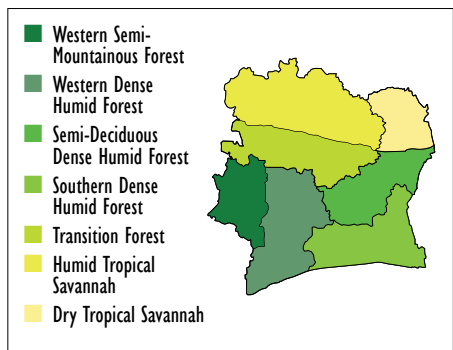 Western Semi-
Mountainous Forest
Western Dense
Humid Forest
Semi-Deciduous
Dense Humid Forest
Southern Dense
Humid Forest
Transition Forest
Humid Tropical
Savannah
Dry Tropical Savannah